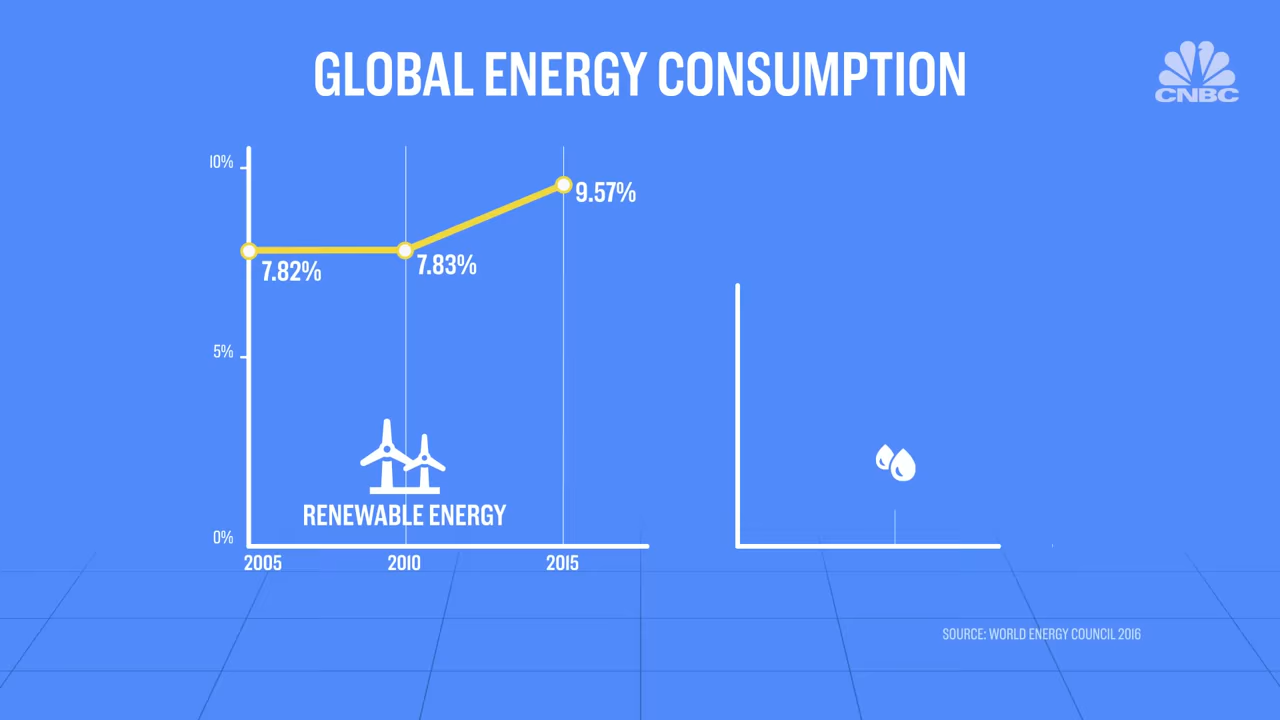 GLOBAL ENERGY CONSUMPTION
CNBC
10%
9.57%
7.82%
7.83%
5%
RENEWABLE ENERGY
0%
2005 2010 2015
SOURCE: WORLD ENERGY COUNCIL 2016